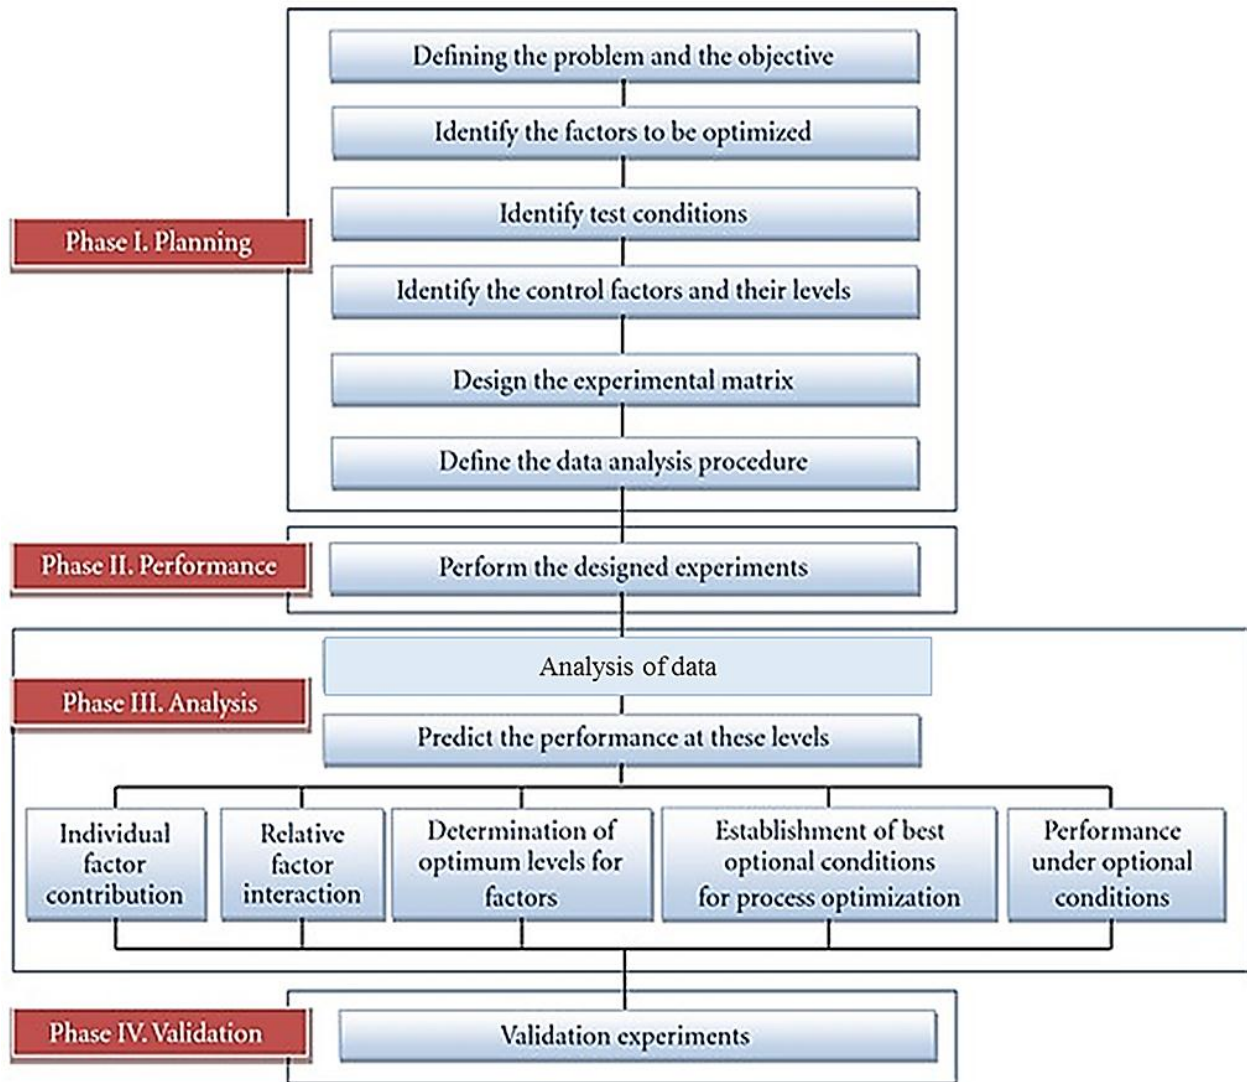 Defining the problem and the objective
Identify the factors to be optimized
Identify test conditions
Phase I. Planning
Identify the control factors and their levels
Design the experimental matrix
Define the data analysis procedure
Phase II. Performance
Perform the designed experiments
Analysis of data
Phase III. Analysis
Predict the performance at these levels
Individual
factor
contribution
Relative
factor
interaction
Determination of
optimum levels for
factors
Establishment of best
optional conditions
for process optimization
Performance
under optional
conditions
Phase IV. Validation
Validation experiments